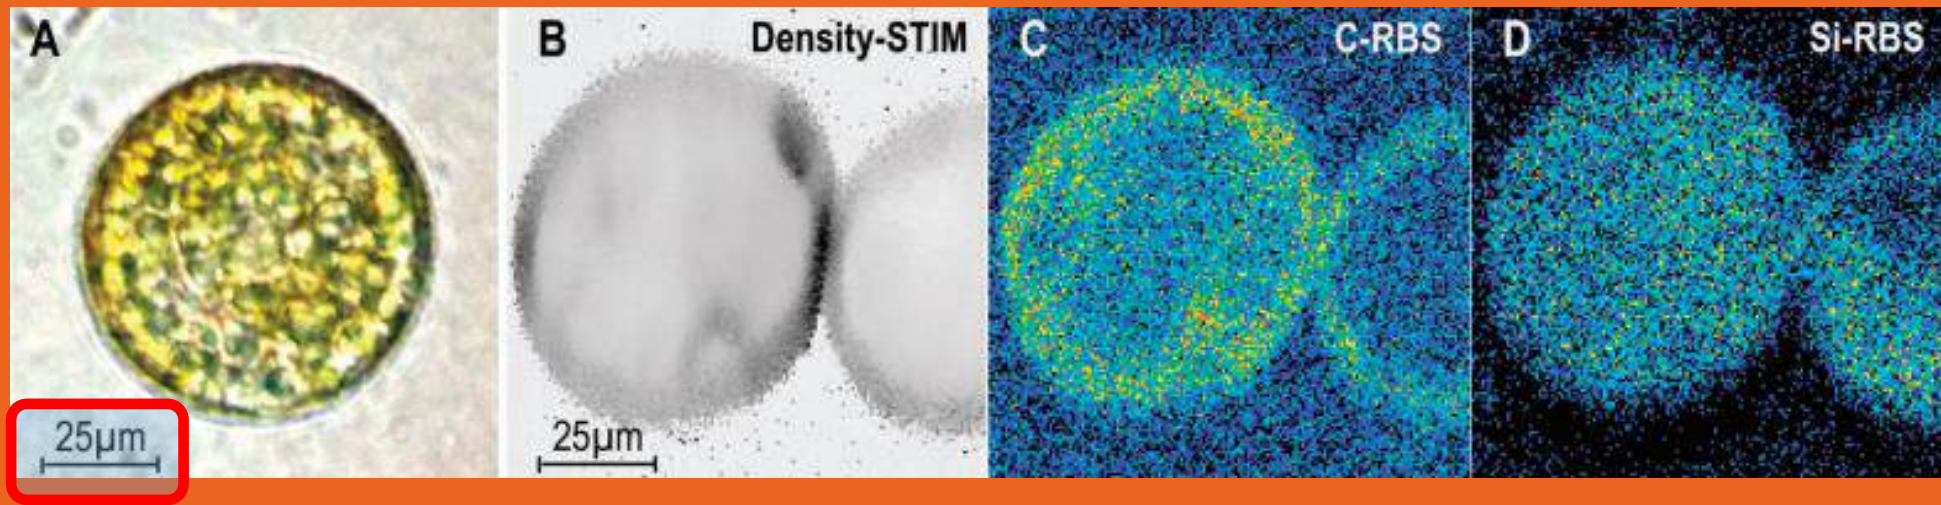 A
B
Density-STIM
C
C-RBS
D
Si-RBS
25µm
25µm